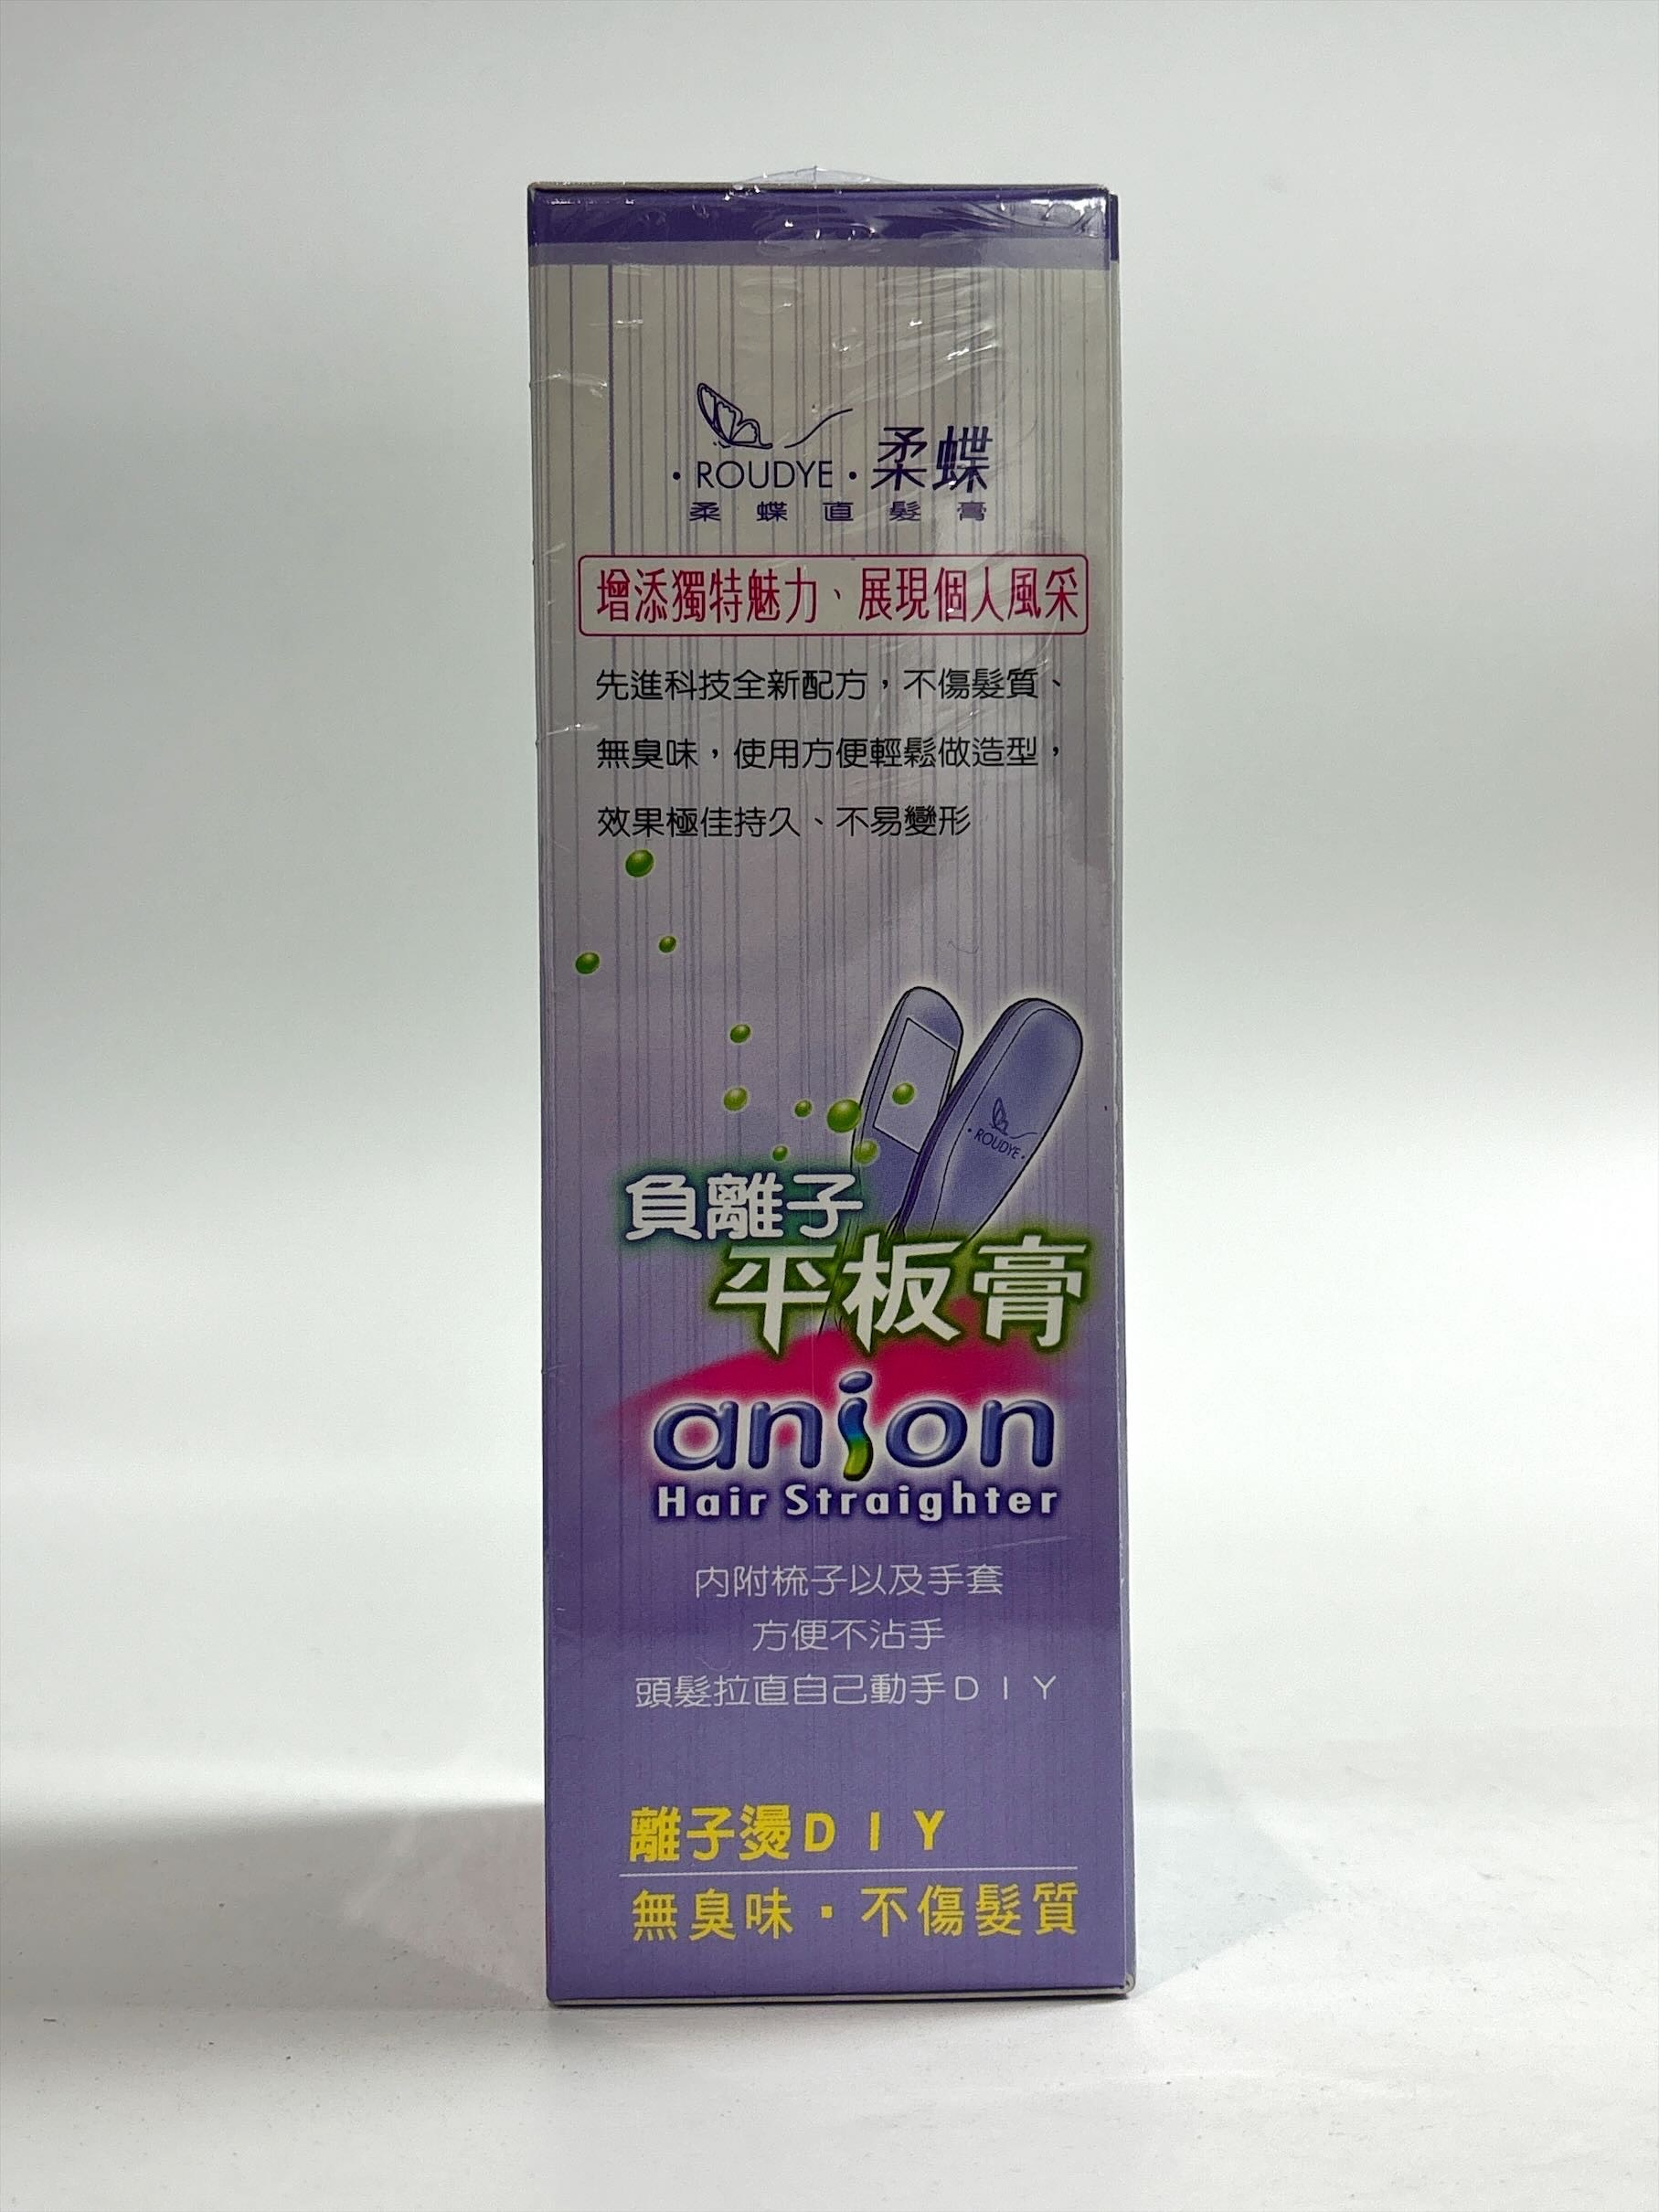 ·ROUDYE·柔蝶
柔蝶直髮膏
增添獨特魅力、展現個人風采
先進科技全新配方，不傷髮質、
無臭味，使用方便輕鬆做造型，
效果極佳持久、不易變形
·ROUDYE·
負離子
平板膏
anion
Hair Straighter
內附梳子以及手套
方便不沾手
頭髮拉直自己動手DIY
離子燙DIY
無臭味·不傷髮質